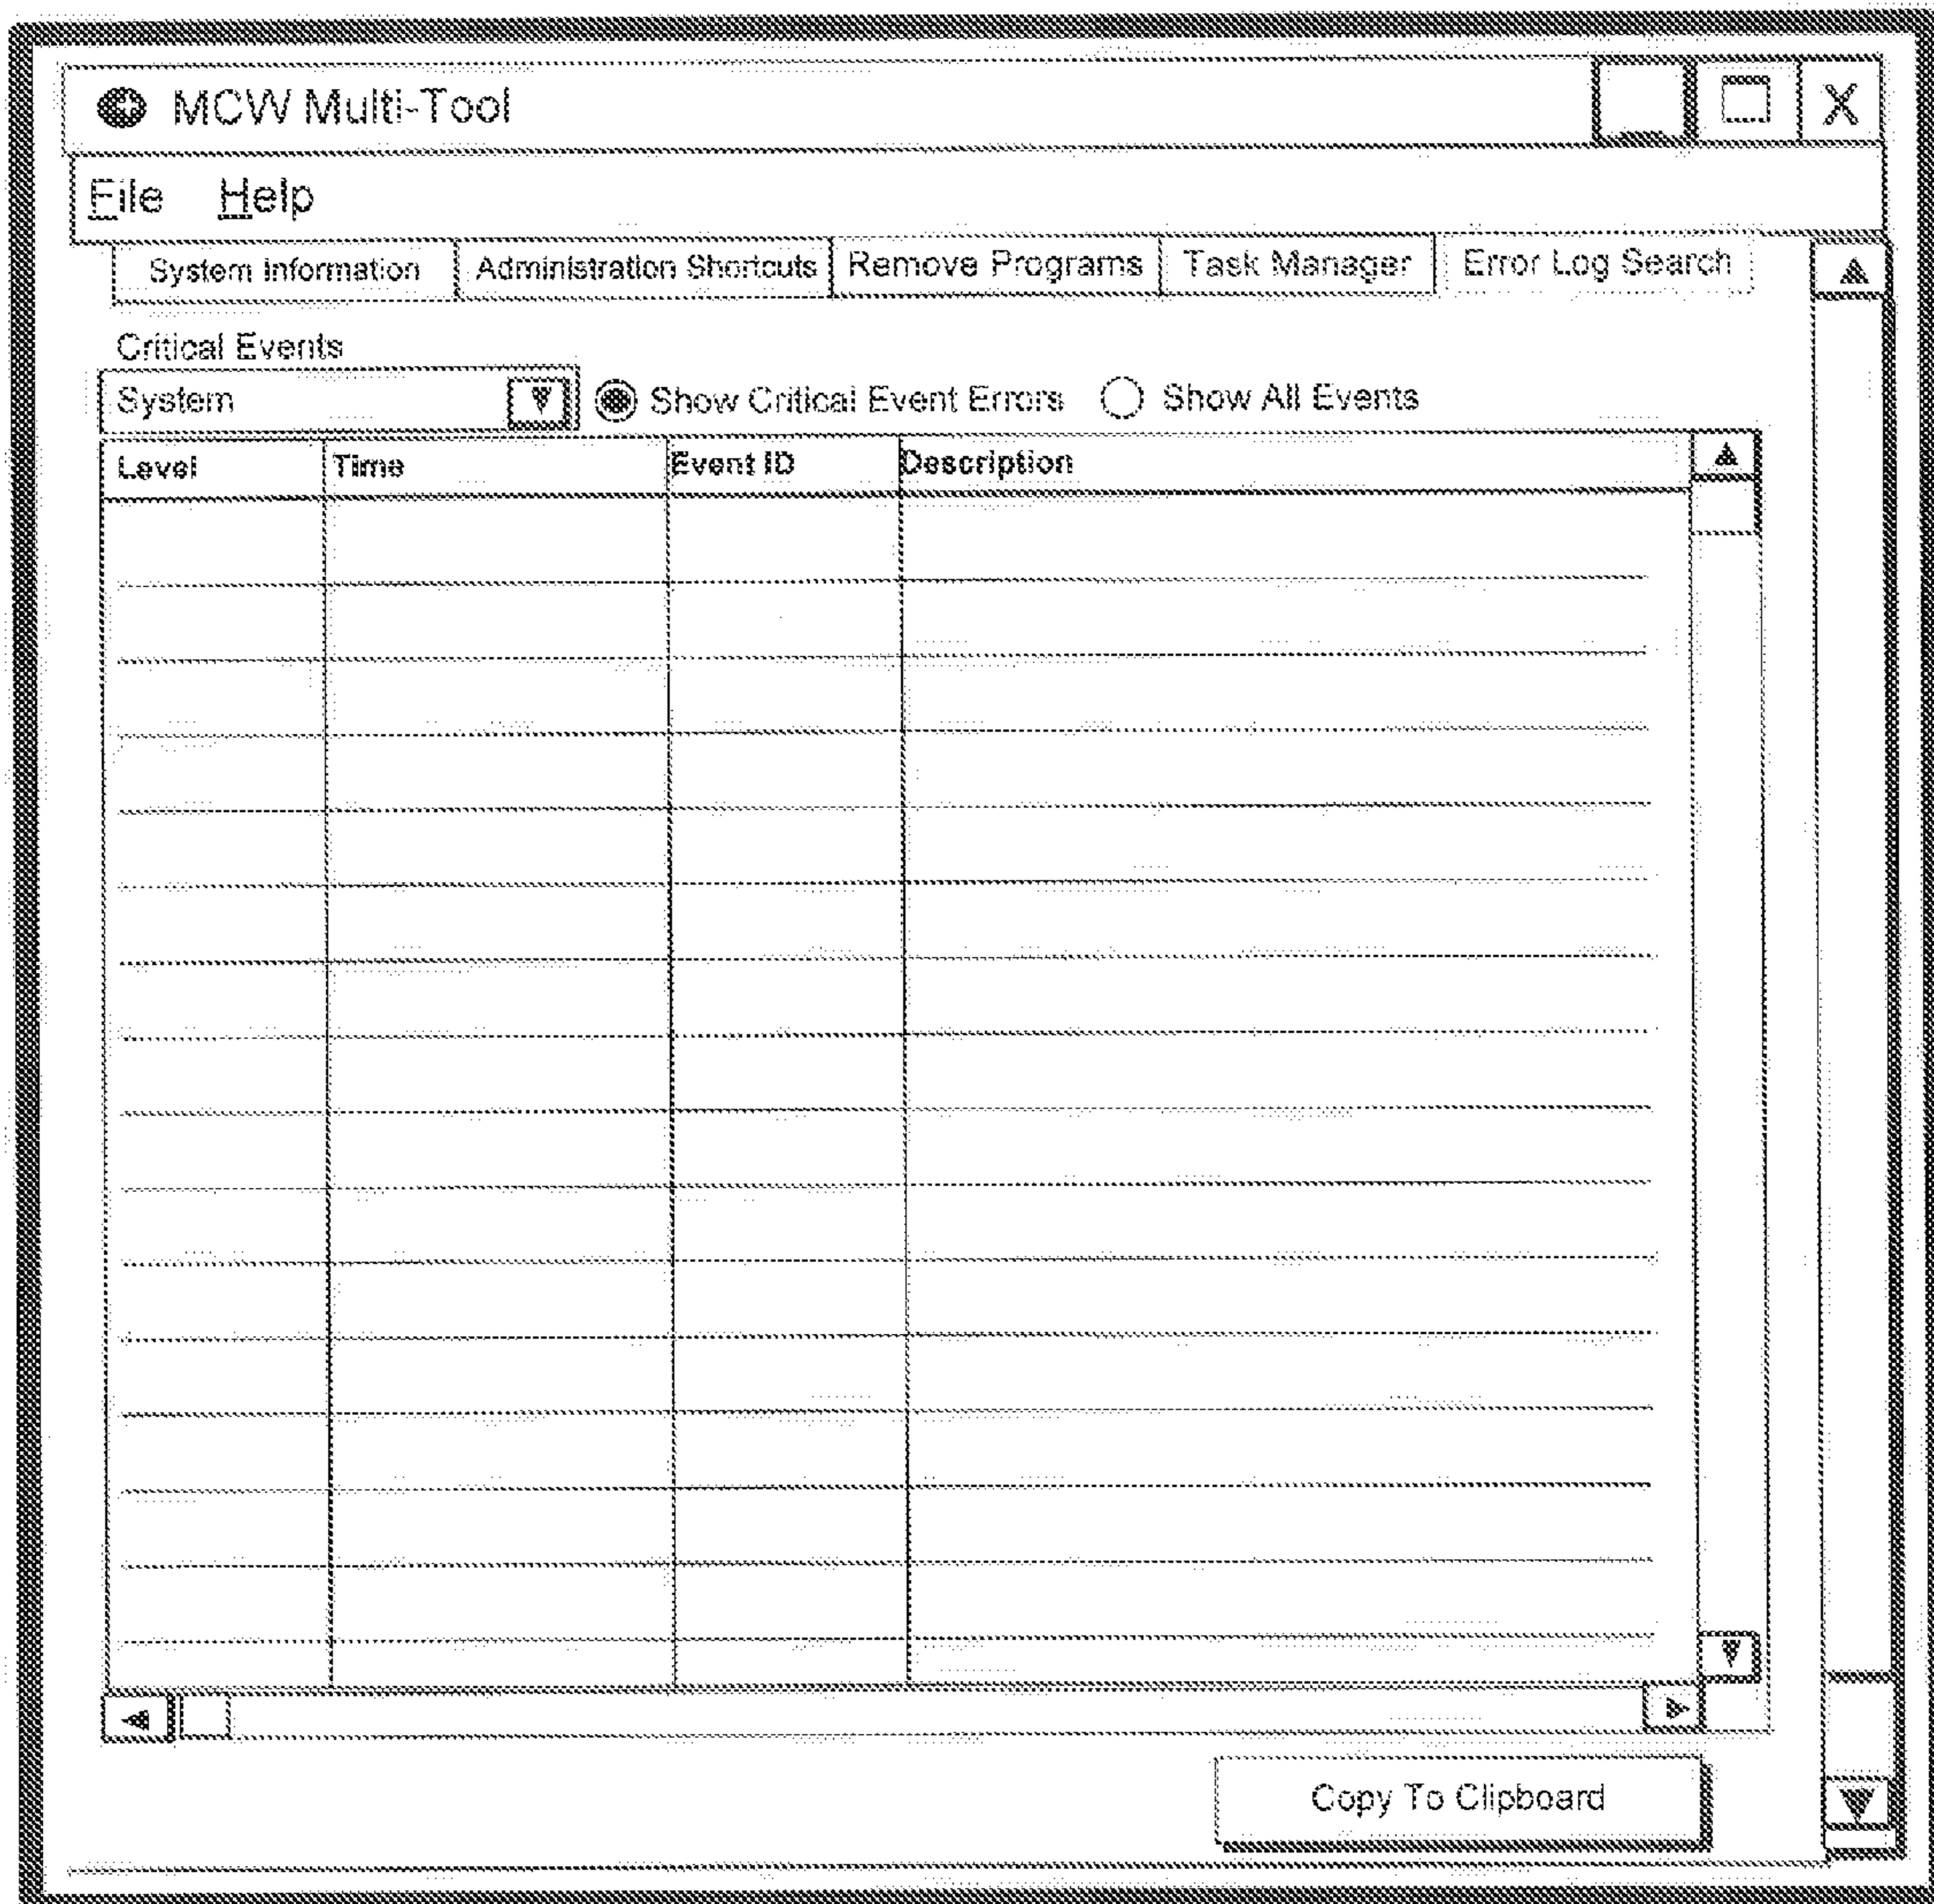 MCW Multi-Tool
X
File Help
System Information Administration Shortcuts Remove Programs Task Manager Error Log Search
Critical Events
System Show Critical Event Errors Show All Events
Level Time Event ID Description
Copy To Clipboard